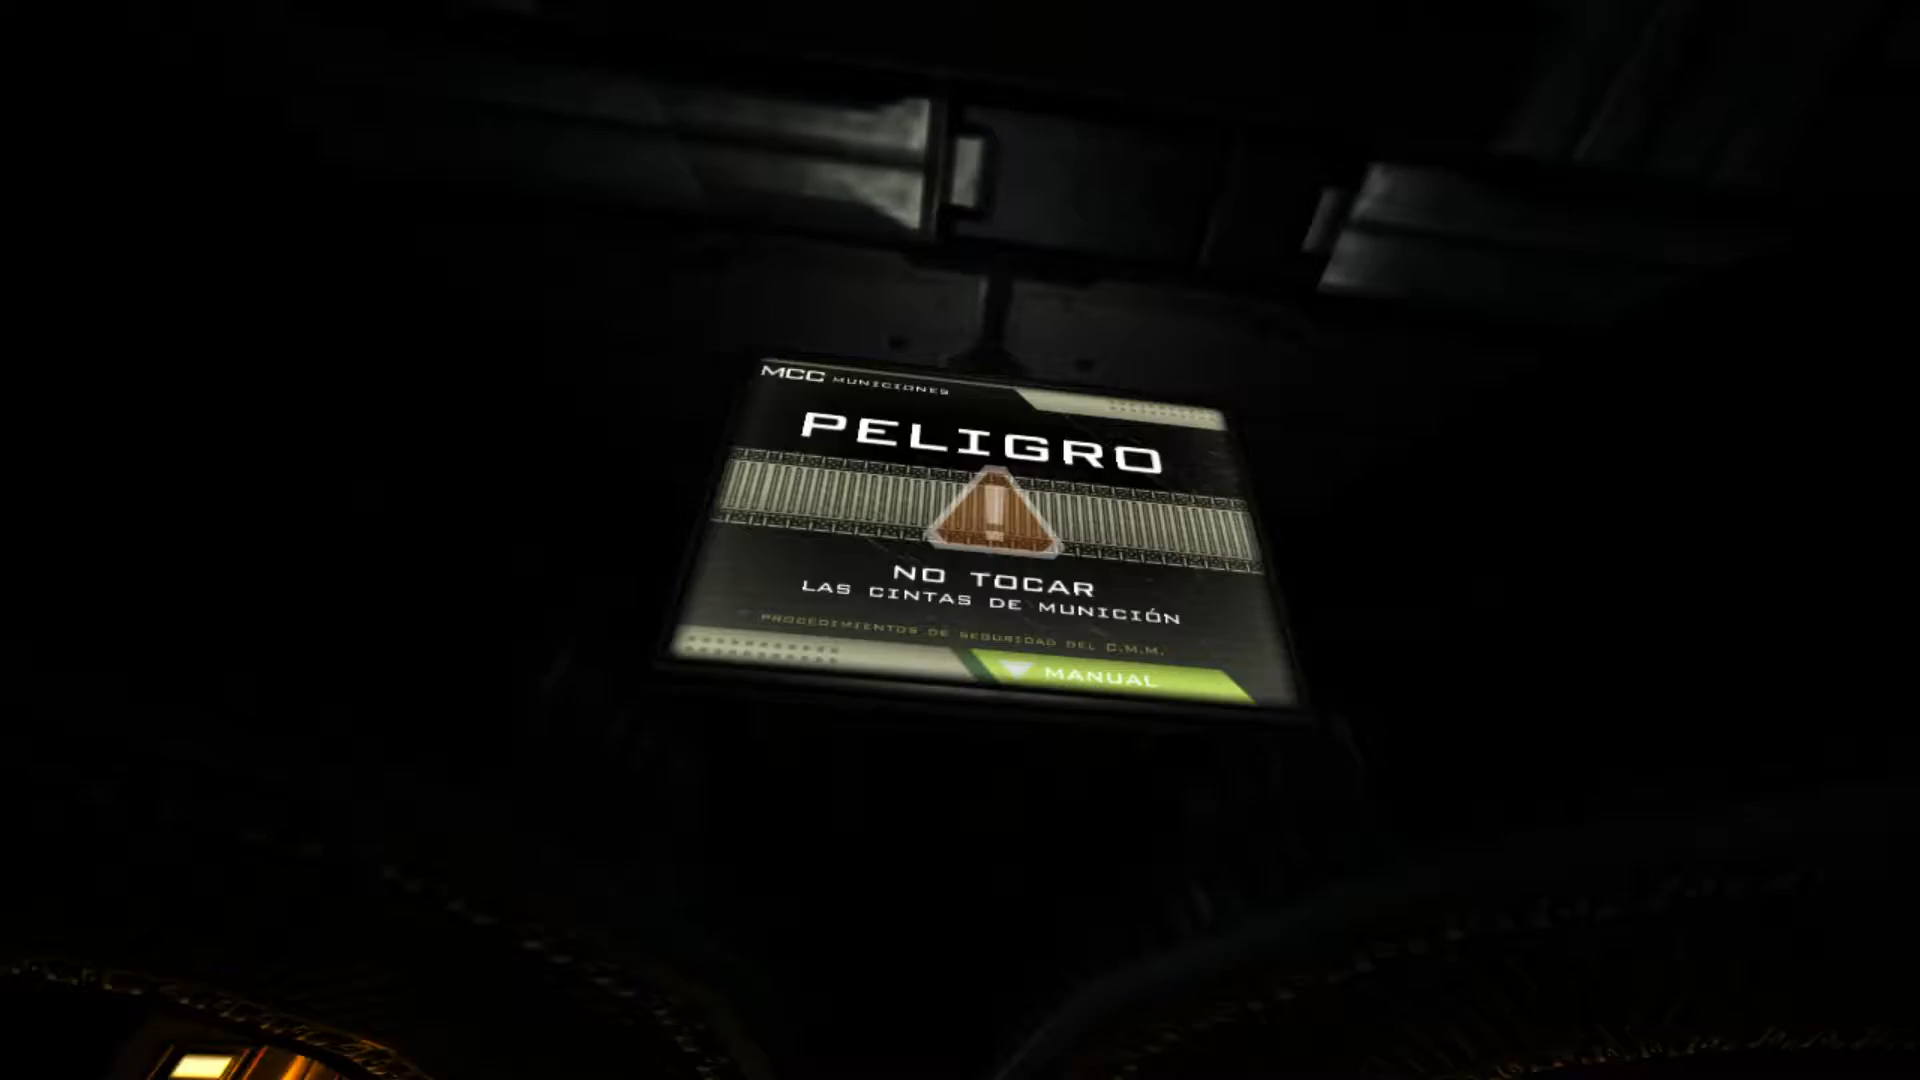 MCC MUNICIONES
PELIGRO
NO TOCAR
LAS CINTAS DE MUNICIÓN
PROCEDIMIENTOS DE SEGURIDAD DEL C.M.M.
MANUAL